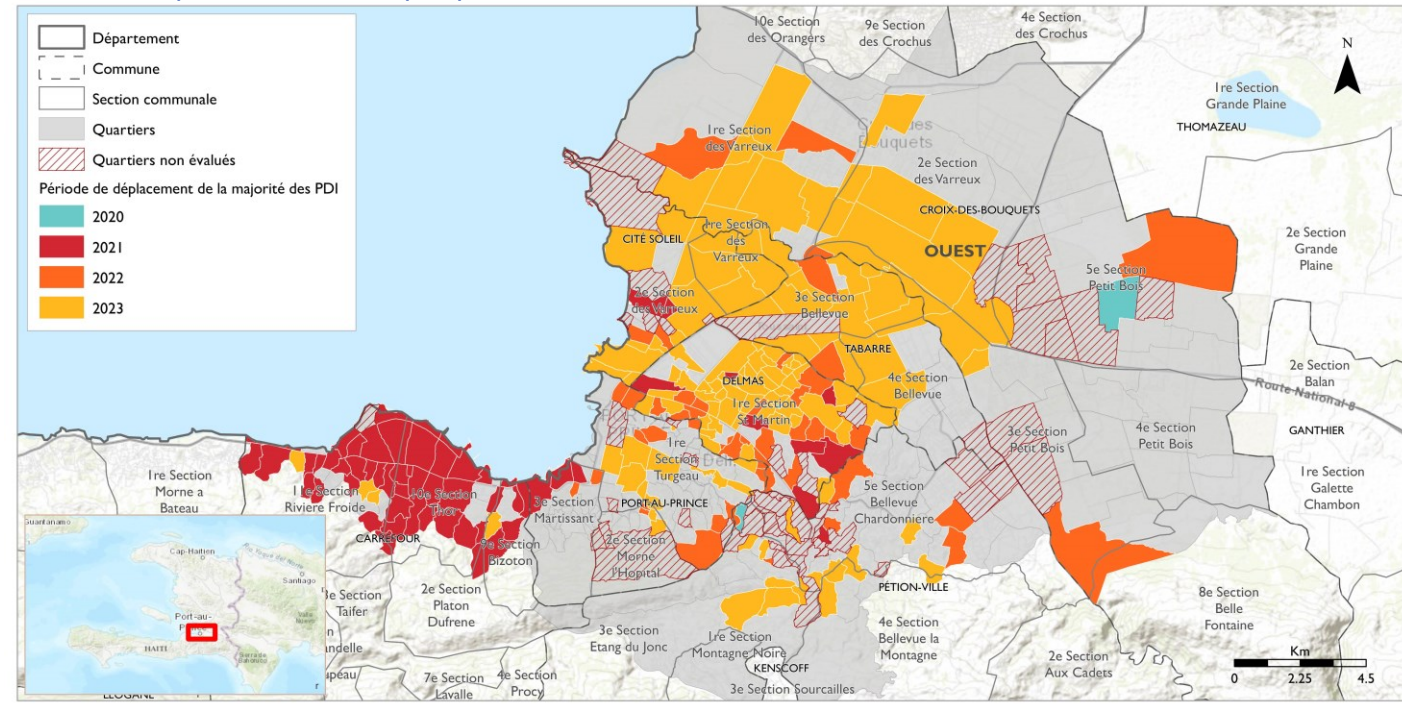 Département
Commune
Section communale
Quartiers
Quartiers non évalués
Période de déplacement de la majorité des PDI
2020
2021
2022
2023
10e Section
des Orangers
9e Section
des Crochus
4e Section
des Crochus
N
1re Section
Grande Plaine
THOMAZEAU
1re Section
des Varreux
2e Section
des Varreux
CROIX-DES-BOUQUETS
CITÉ SOLEIL
1re Section
des
Varreux
OUEST
2e Section
Grande
Plaine
5e Section
Petit Bois
2e Section
des Varreux
3e Section
Bellevue
TABARRE
4e Section
Bellevue
DELMAS
1re Section
St Martin
2e Section
Balan
Route National-8
GANTHIER
3e Section
Petit Bois
4e Section
Petit Bois
1re Section
Turgeau
1re Section
Galette
Chambon
1re Section
Morne a
Bateau
11e Section
Riviere Froide
10e Section
Thor
CARREFOUR
3e Section
Martissant
PORT-AU-PRINCE
5e Section
Bellevue
Chardonniere
9e Section
Bizoton
2e Section
Morne
l'Hopital
PÉTION-VILLE
2e Section
Platon
Dufrene
3e Section
Taifer
8e Section
Belle
Fontaine
3e Section
Etang du Jonc
1re Section
Montagne Noire
KENSCOFF
4e Section
Bellevue la
Montagne
2e Section
Aux Cadets
7e Section
Lavalle
4e Section
Procy
3e Section Sourcailles
Km
0 2.25 4.5
Guantanamo
Cap-Haitien
Santiago
Port-au-
HAITI